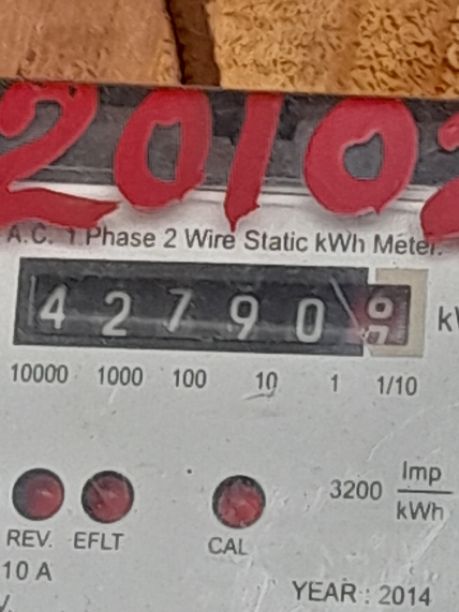 2010
A.C. 1 Phase 2 Wire Static kWh Meter.
4 2 7 9 0
10000 1000 100 10 1 1/10
3200 Imp
kWh
REV. EFLT CAL
10 A
YEAR : 2014